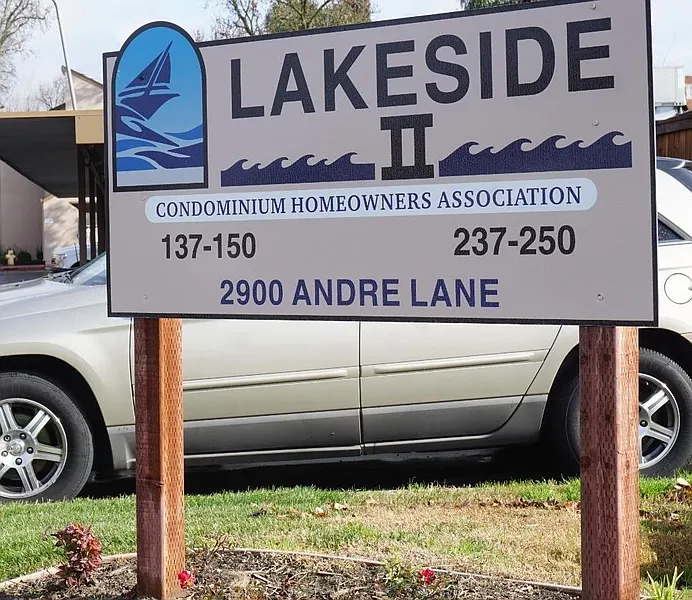 LAKESIDE
II
CONDOMINIUM HOMEOWNERS ASSOCIATION
137-150 237-250
2900 ANDRE LANE